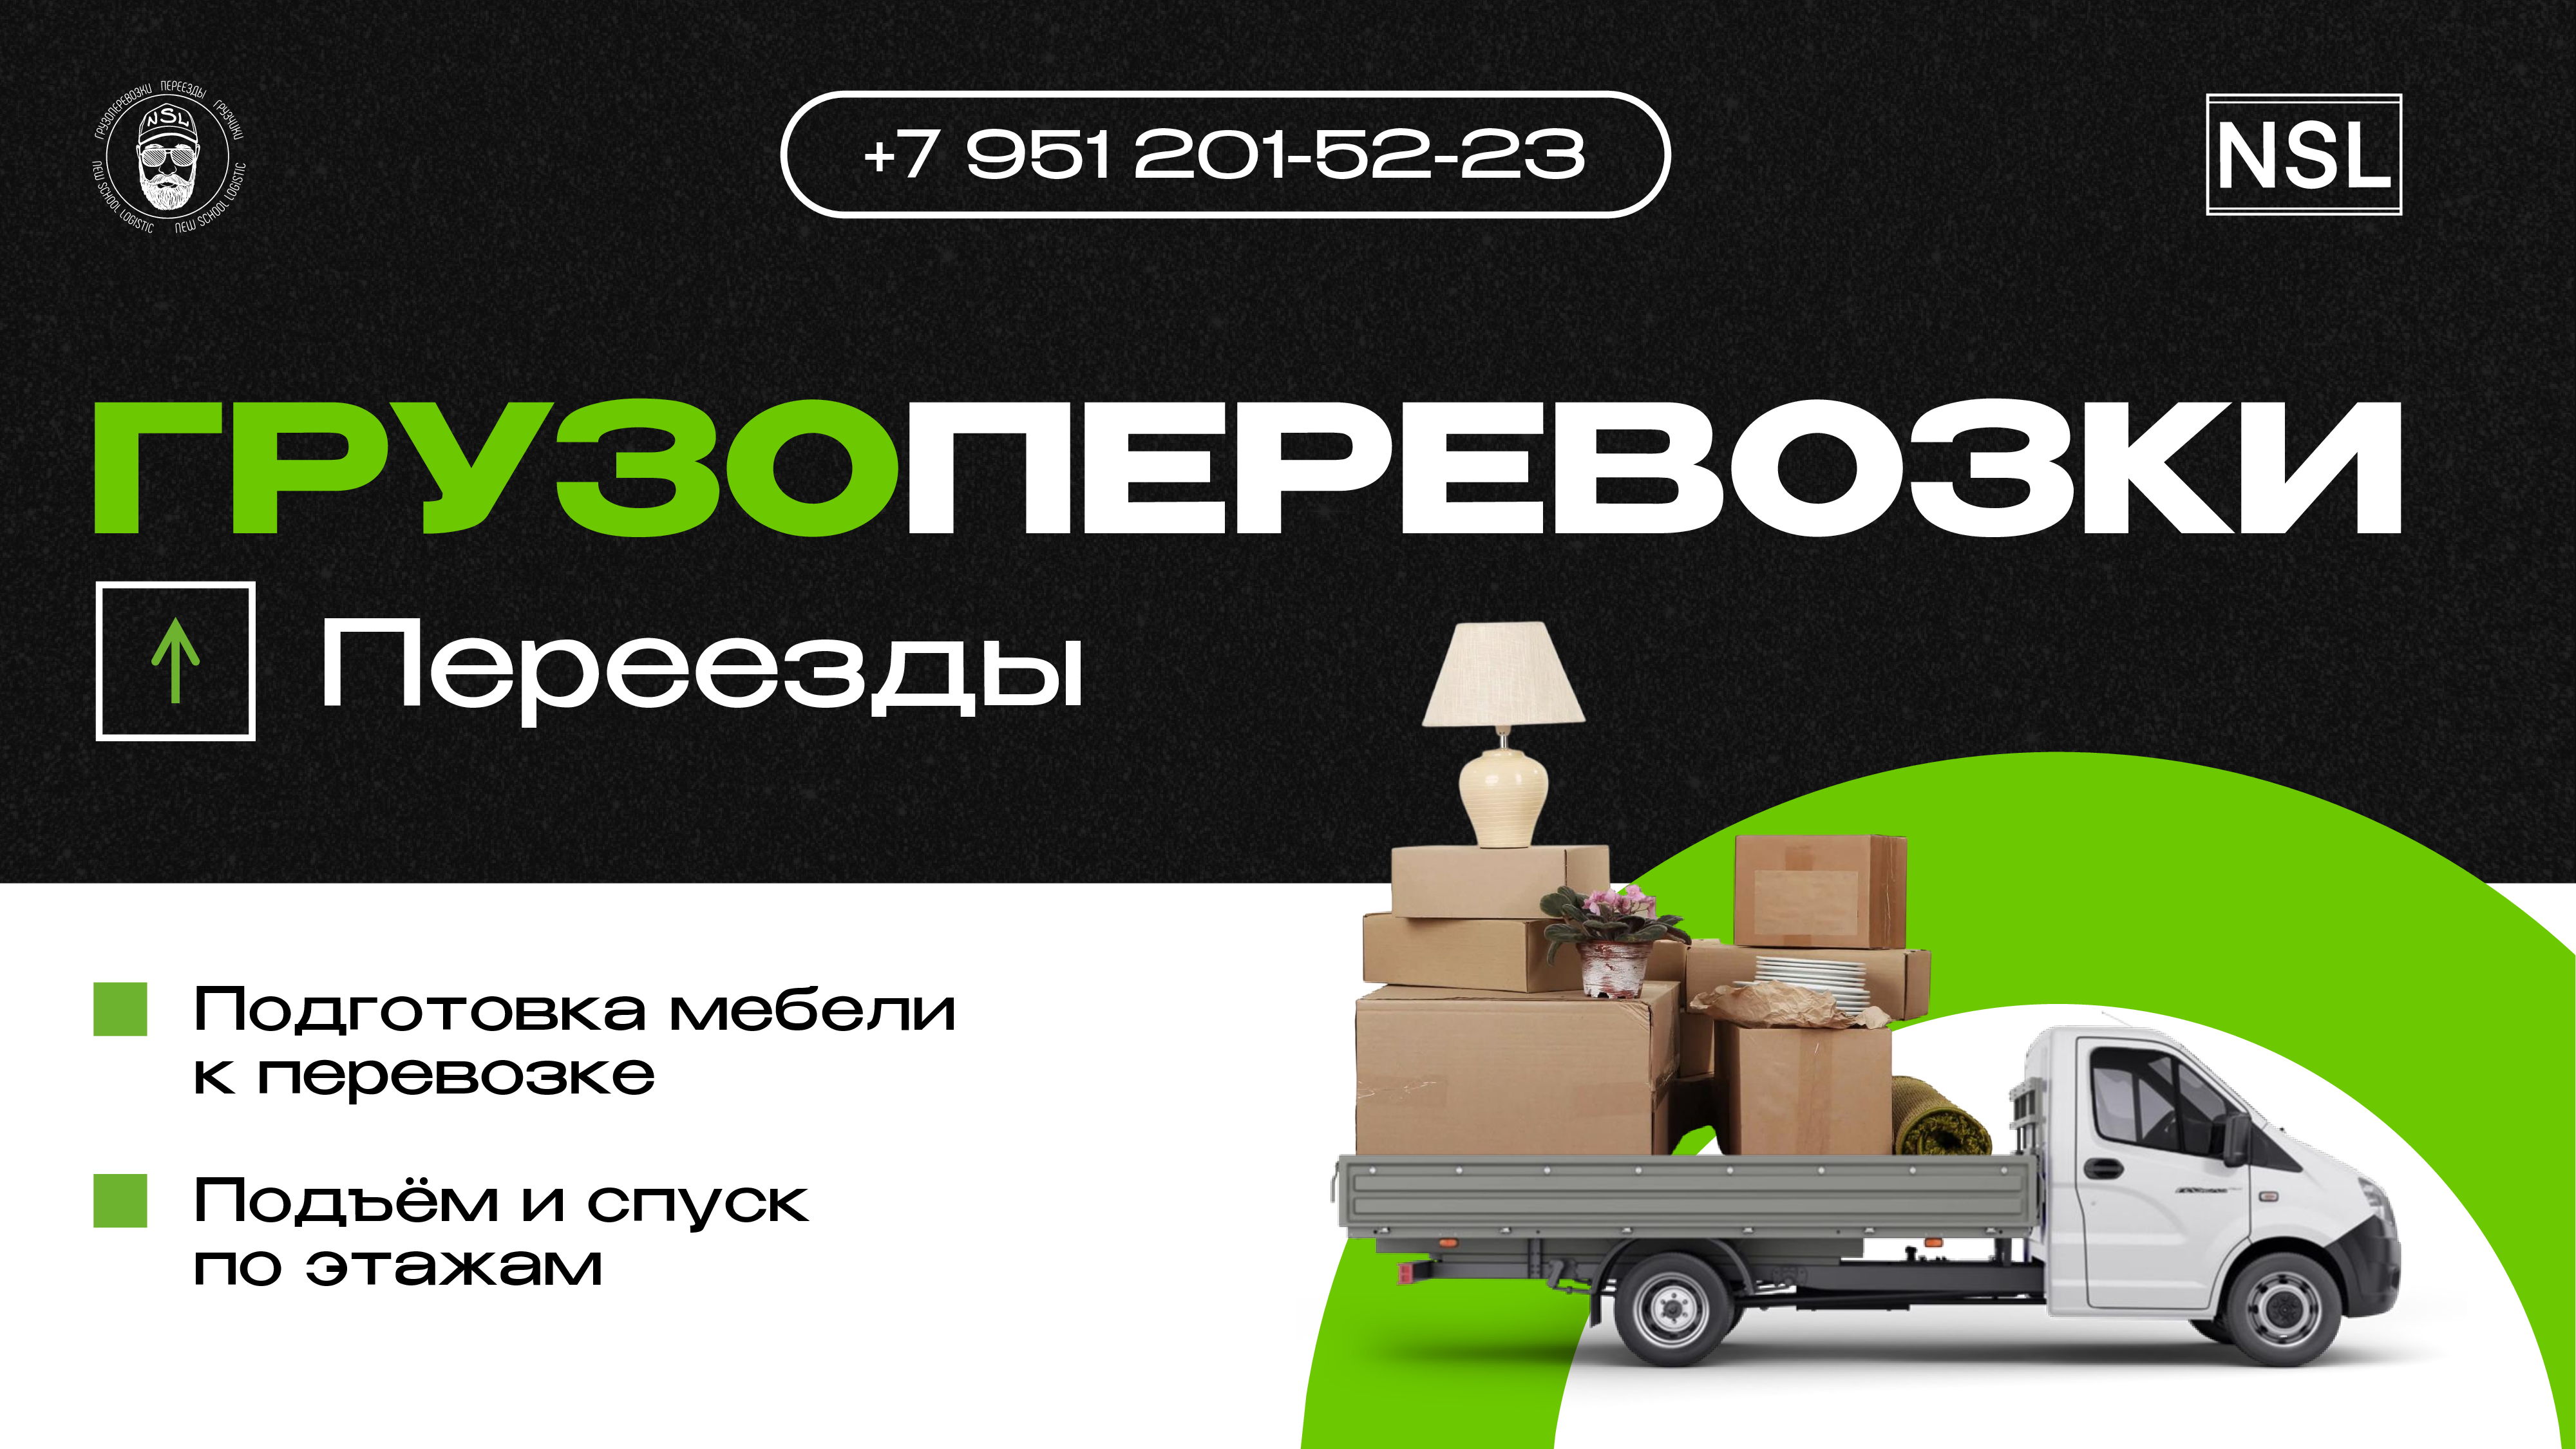 ГРУЗОПЕРЕВОЗКИ ПЕРЕЕЗДЫ ГРУЗЧИКИ
NSL
NEW SCHOOL LOGISTIC NEW SCHOOL LOGISTIC
+7 951 201-52-23
NSL
ГРУЗОПЕРЕВОЗКИ
Переезды
Подготовка мебели
к перевозке
Подъём и спуск
по этажам